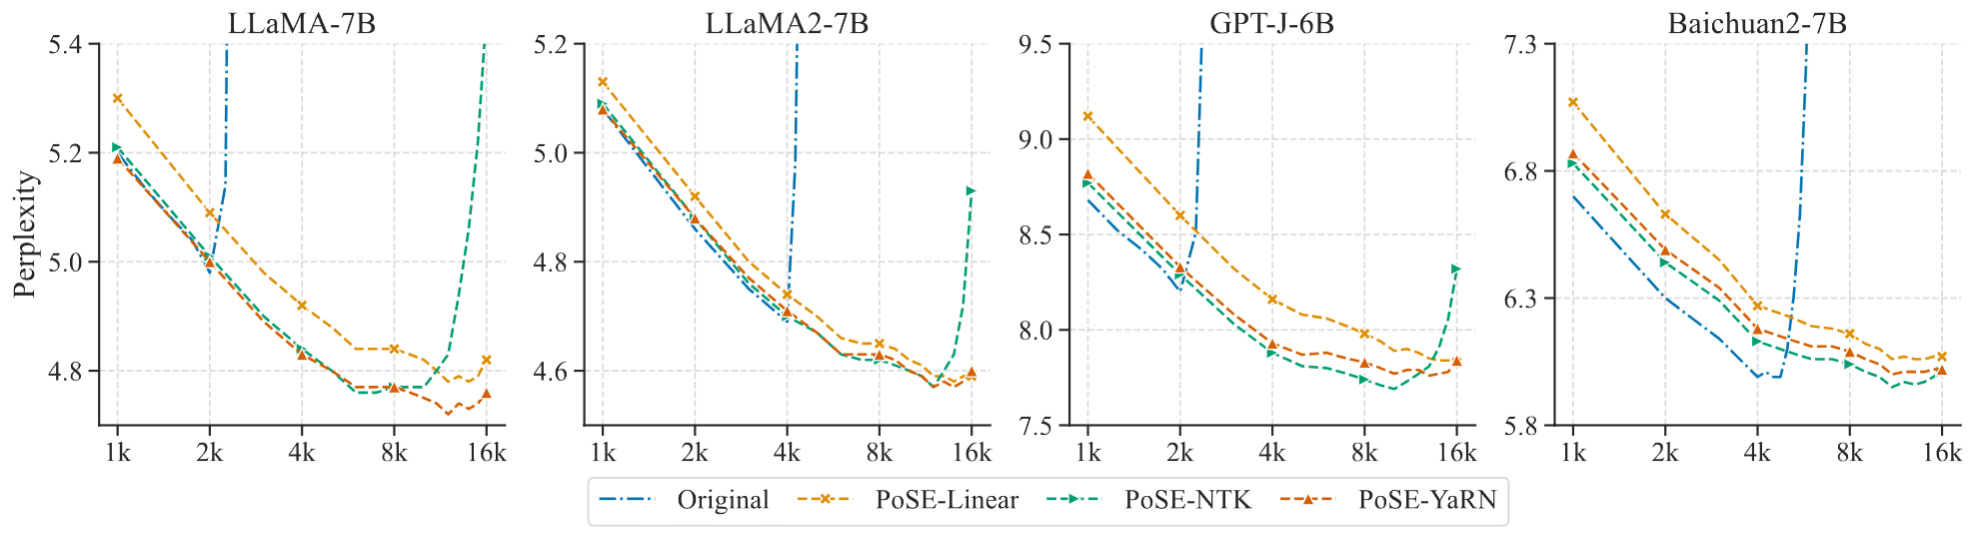 LLaMA-7B
LLaMA2-7B
GPT-J-6B
Baichuan2-7B
Perplexity
5.4
5.2
5.0
4.8
1k 2k 4k 8k 16k
5.2
5.0
4.8
4.6
1k 2k 4k 8k 16k
9.5
9.0
8.5
8.0
7.5
1k 2k 4k 8k 16k
7.3
6.8
6.3
5.8
1k 2k 4k 8k 16k
Original PoSE-Linear PoSE-NTK PoSE-YaRN